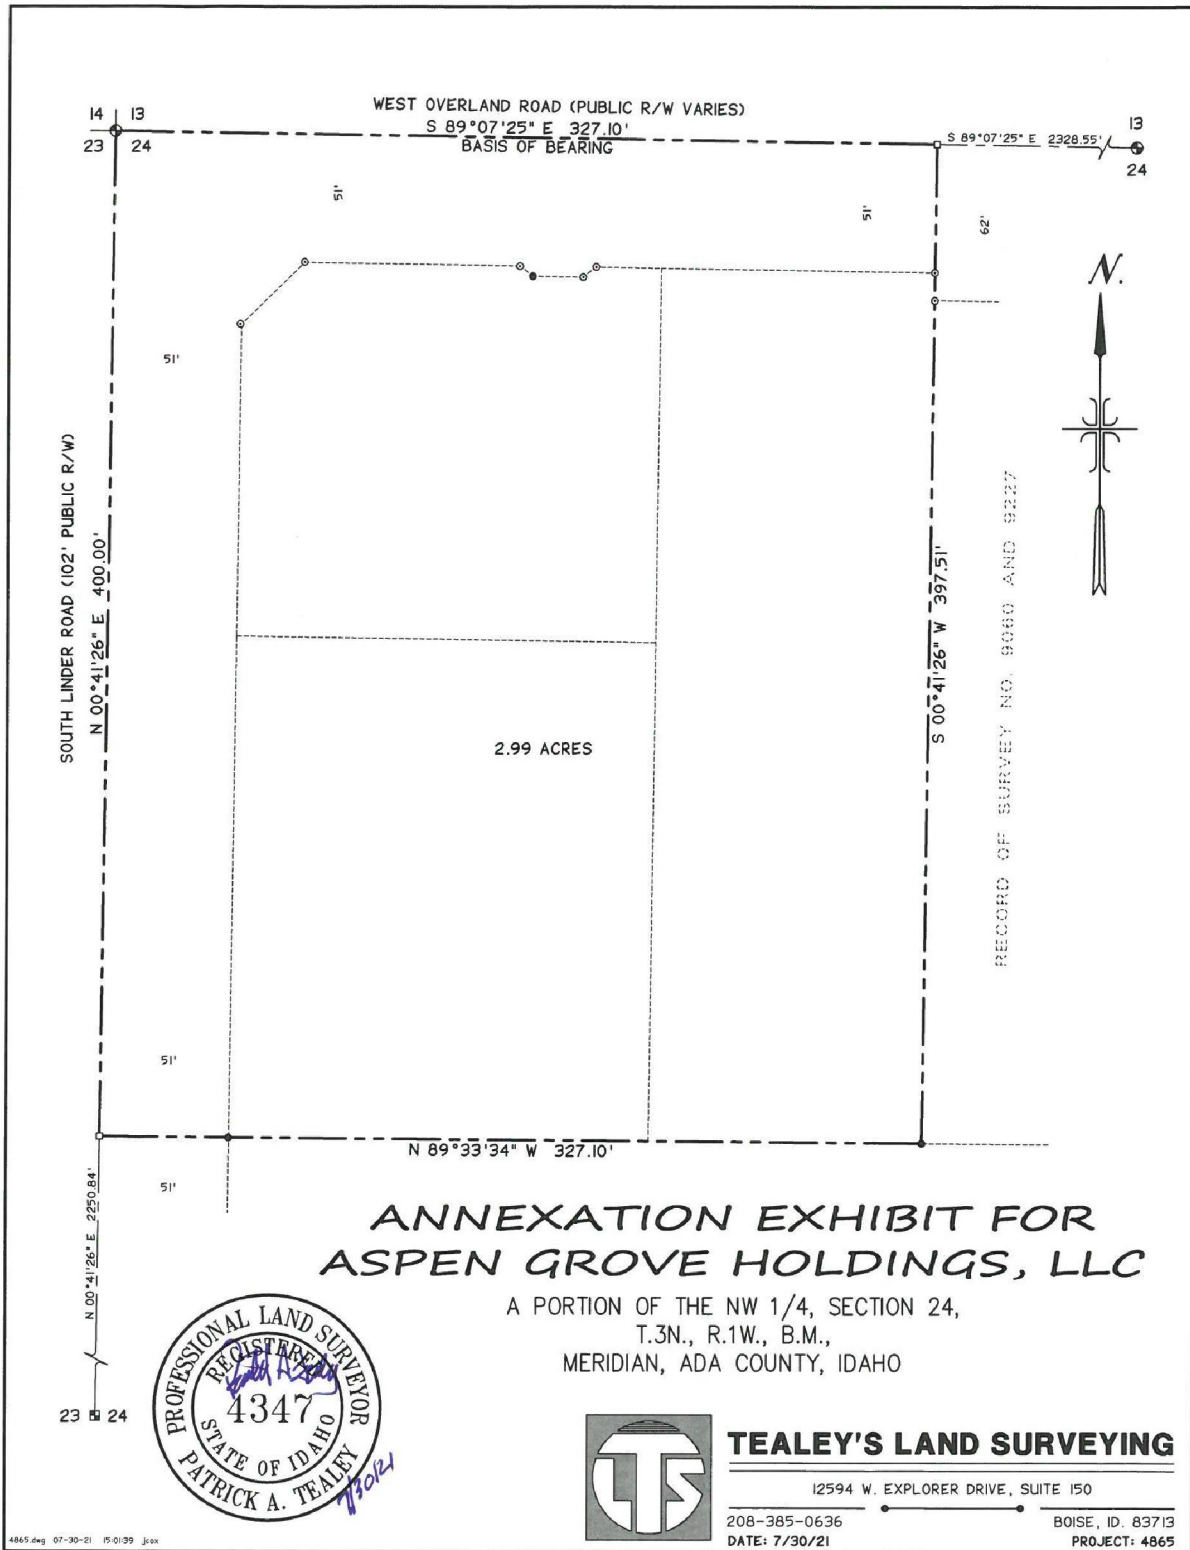 WEST OVERLAND ROAD (PUBLIC R/W VARIES)
14 13
S 89°07'25" E 327.10'
23 24
BASIS OF BEARING
S 89°07'25" E 2328.55'
13
24
51'
51'
62'
N.
51'
SOUTH LINDER ROAD (102' PUBLIC R/W)
N 00°41'26" E 400.00'
S 00°41'26" W 397.51'
RECORD OF SURVEY NO. 9060 AND 9227
2.99 ACRES
51'
N 89°33'34" W 327.10'
51'
N 00°41'26" E 2250.84'
23 24
ANNEXATION EXHIBIT FOR
ASPEN GROVE HOLDINGS, LLC
A PORTION OF THE NW 1/4, SECTION 24,
T.3N., R.1W., B.M.,
MERIDIAN, ADA COUNTY, IDAHO
PROFESSIONAL LAND SURVEYOR
REGISTERED
4347
STATE OF IDAHO
PATRICK A. TEALEY
7/30/21
TLS
TEALEY'S LAND SURVEYING
12594 W. EXPLORER DRIVE, SUITE 150
208-385-0636
BOISE, ID. 83713
DATE: 7/30/21
PROJECT: 4865
4865.dwg 07-30-21 15:01:39 jcox